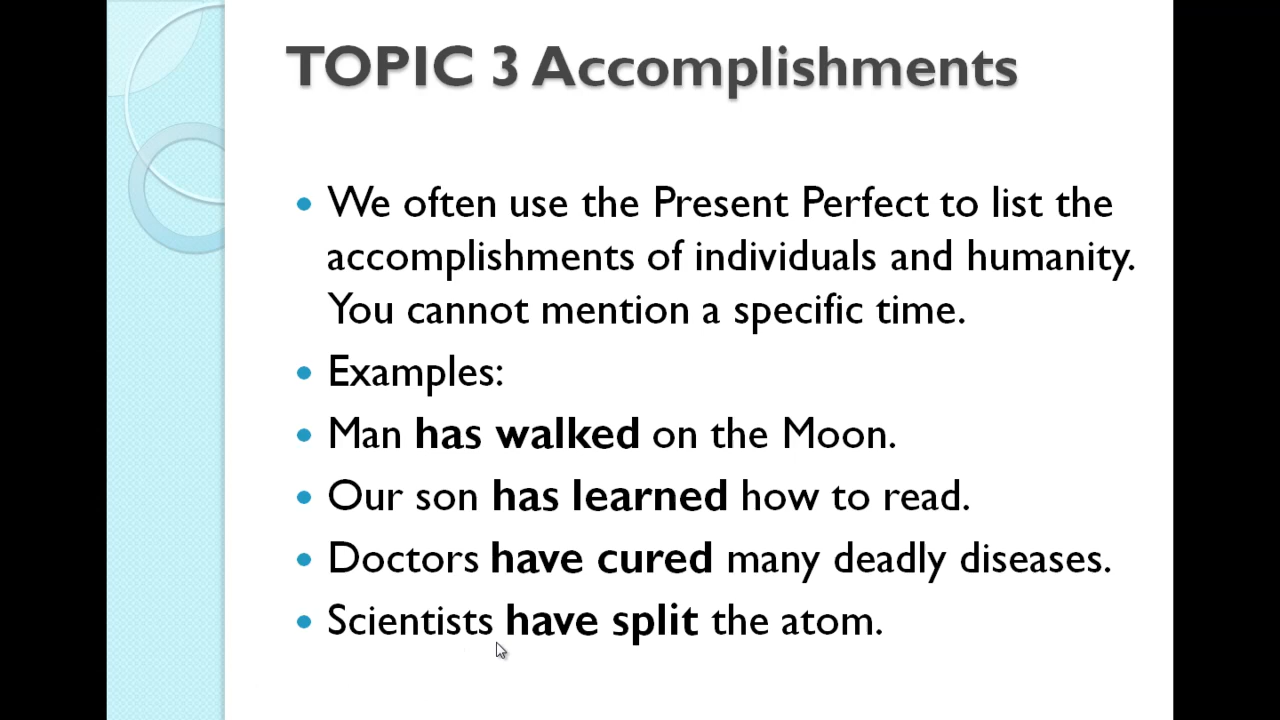 TOPIC 3 Accomplishments
• We often use the Present Perfect to list the
accomplishments of individuals and humanity.
You cannot mention a specific time.
• Examples:
• Man has walked on the Moon.
• Our son has learned how to read.
• Doctors have cured many deadly diseases.
• Scientists have split the atom.